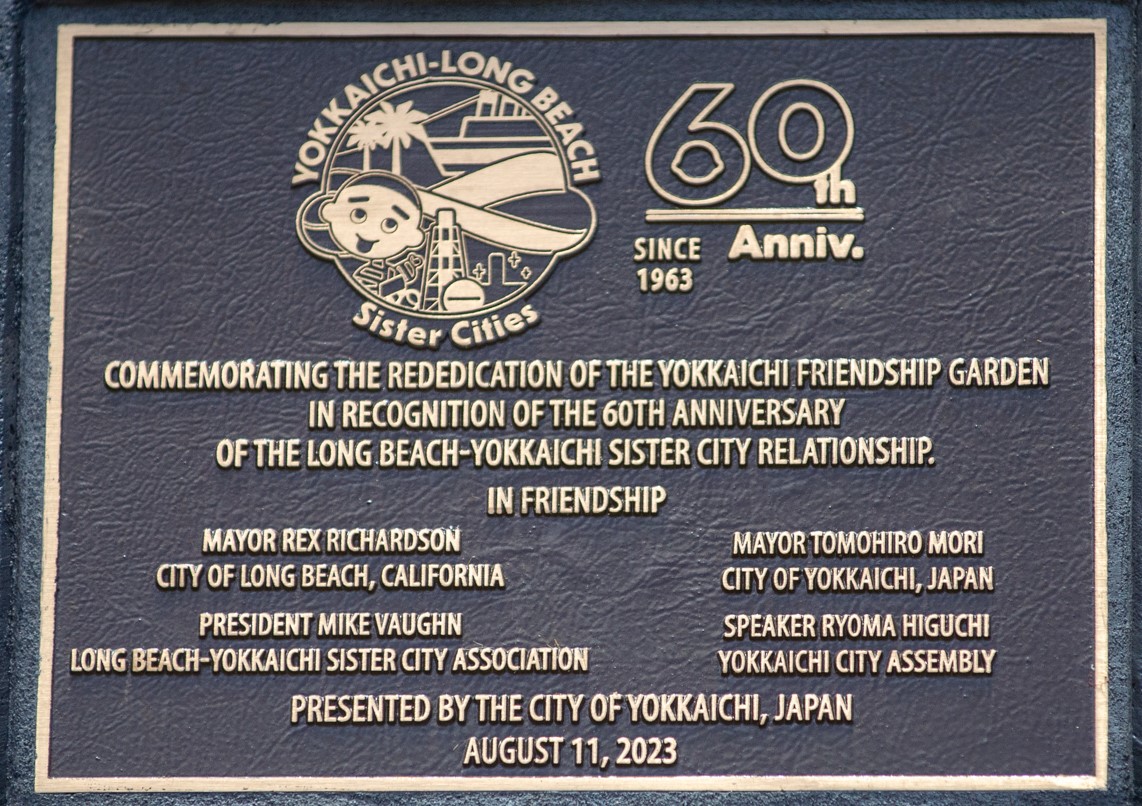 YOKKAICHI-LONG BEACH
Sister Cities
60th
Anniv.
SINCE
1963
COMMEMORATING THE REDEDICATION OF THE YOKKAICHI FRIENDSHIP GARDEN
IN RECOGNITION OF THE 60TH ANNIVERSARY
OF THE LONG BEACH-YOKKAICHI SISTER CITY RELATIONSHIP.
IN FRIENDSHIP
MAYOR REX RICHARDSON
CITY OF LONG BEACH, CALIFORNIA
MAYOR TOMOHIRO MORI
CITY OF YOKKAICHI, JAPAN
PRESIDENT MIKE VAUGHN
LONG BEACH-YOKKAICHI SISTER CITY ASSOCIATION
SPEAKER RYOMA HIGUCHI
YOKKAICHI CITY ASSEMBLY
PRESENTED BY THE CITY OF YOKKAICHI, JAPAN
AUGUST 11, 2023